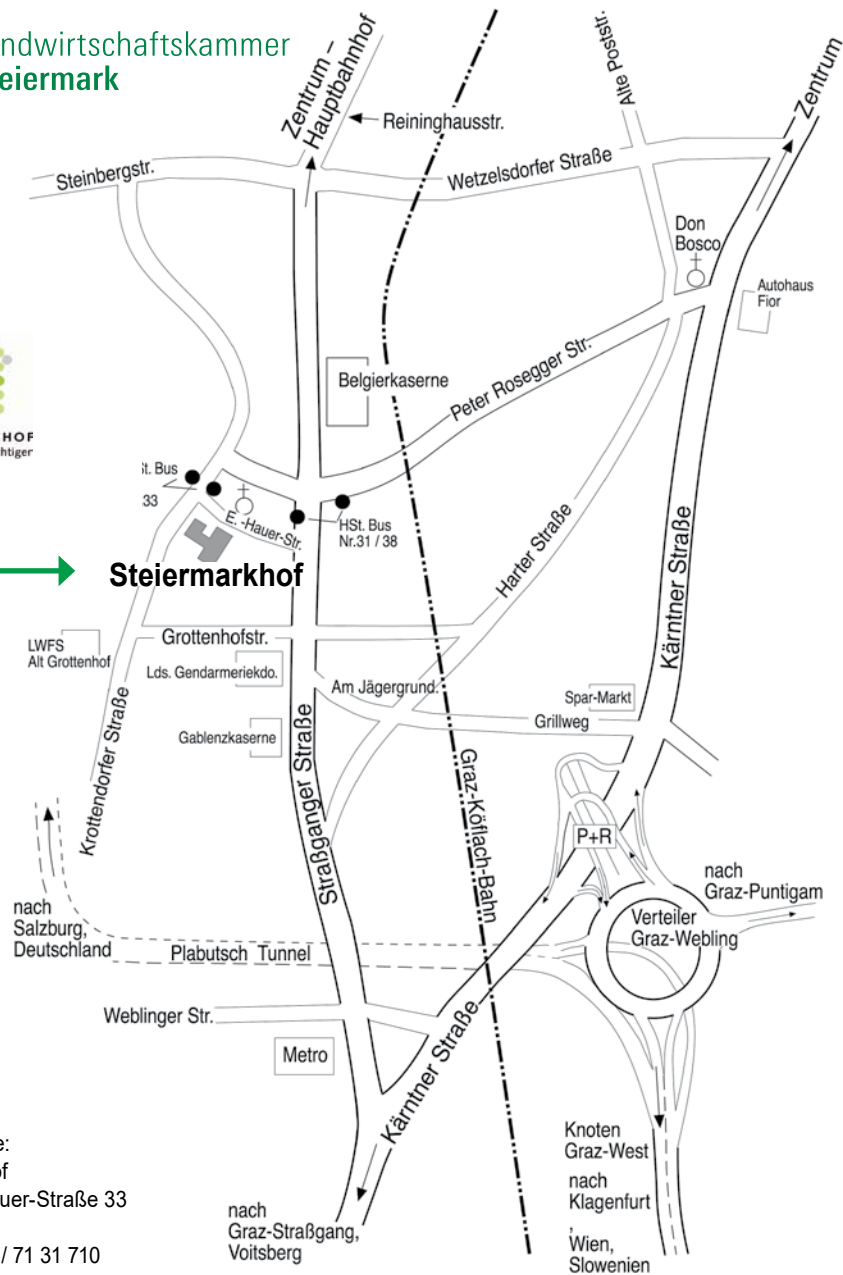 ndwirtschaftskammer
eiermark
Zentrum –
Hauptbahnhof
Reininghausstr.
Alte Poststr.
Zentrum
Steinbergstr.
Wetzelsdorfer Straße
Don
Bosco
Autohaus
Fior
Belgierkaserne
Peter Rosegger Str.
HOF
htiger
St. Bus
33
E. -Hauer-Str.
HSt. Bus
Nr.31 / 38
Harter Straße
Kärntner Straße
Steiermarkhof
LWFS
Alt Grottenhof
Grottenhofstr.
Lds. Gendarmeriekdo.
Am Jägergrund.
Spar-Markt
Grillweg
Gablenzkaserne
Krottendorfer Straße
Straßganger Straße
Graz-Köflach-Bahn
P+R
nach
Graz-Puntigam
Verteiler
Graz-Webling
nach
Salzburg,
Deutschland
Plabutsch Tunnel
Weblinger Str.
Metro
Kärntner Straße
Knoten
Graz-West
nach
Klagenfurt
,
Wien,
Slowenien
nach
Graz-Straßgang,
Voitsberg
e:
of
uer-Straße 33
/ 71 31 710